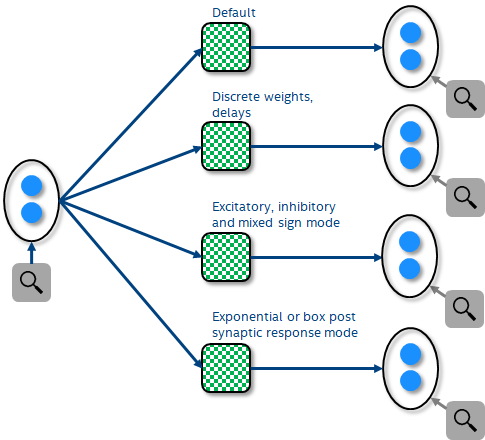 Default
Discrete weights,
delays
Excitatory, inhibitory
and mixed sign mode
Exponential or box post
synaptic response mode